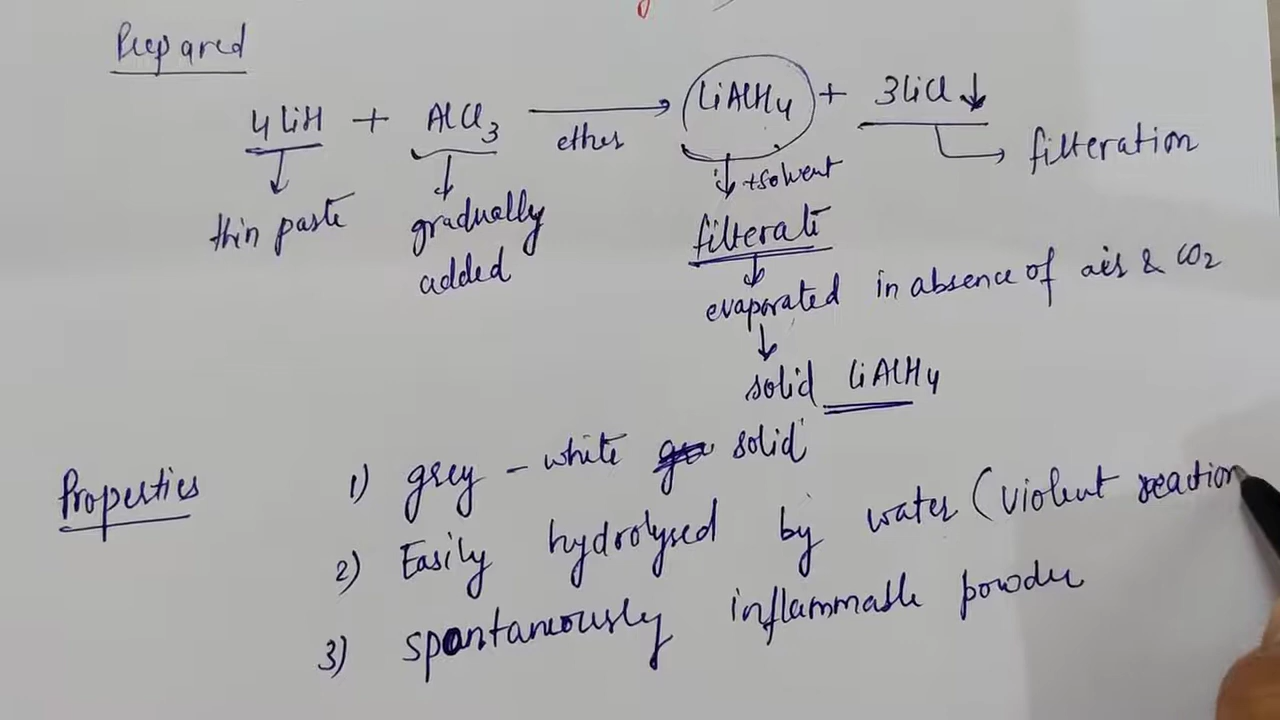 Prepared
4LiH + AlCl3 ether → LiAlH4 + 3LiCl↓
→ filteration
↓ ↓ ↓ +solvent
thin paste gradually added filterate
↓
evaporated in absence of air & CO2
↓
solid LiAlH4
Properties 1) grey – white solid
2) Easily hydrolysed by water (violent reaction
3) spontaneously inflammable powder